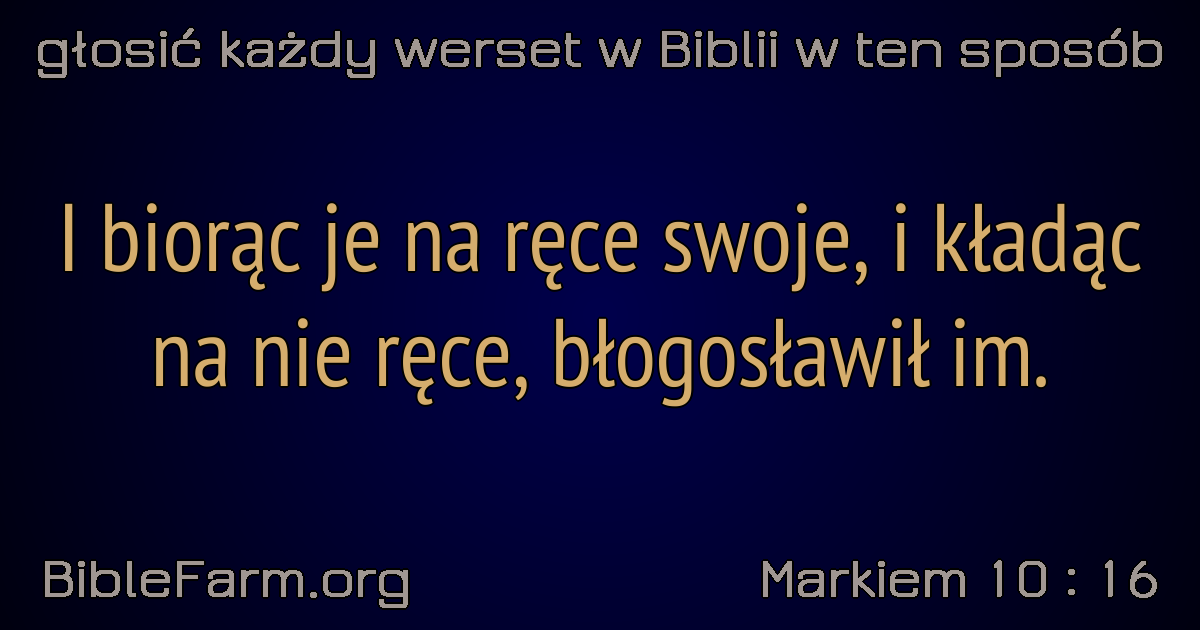 głosić każdy werset w Biblii w ten sposób
I biorąc je na ręce swoje, i kładąc
na nie ręce, błogosławił im.
BibleFarm.org
Markiem 10 : 16